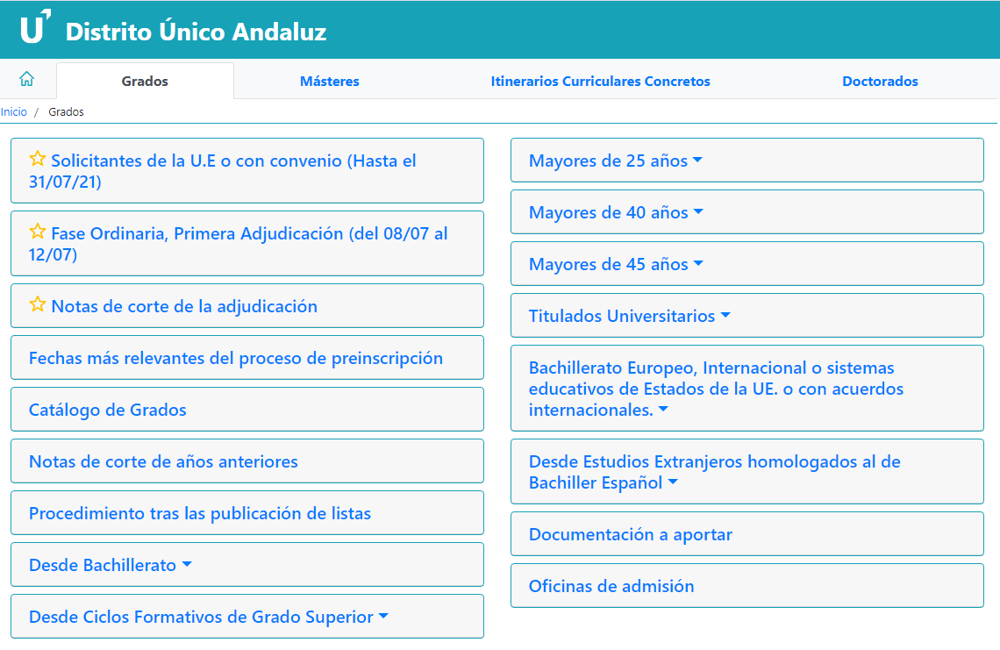 Distrito Único Andaluz
Grados
Másteres
Itinerarios Curriculares Concretos
Doctorados
Inicio / Grados
Solicitantes de la U.E o con convenio (Hasta el
31/07/21)
Fase Ordinaria, Primera Adjudicación (del 08/07 al
12/07)
Notas de corte de la adjudicación
Fechas más relevantes del proceso de preinscripción
Catálogo de Grados
Notas de corte de años anteriores
Procedimiento tras las publicación de listas
Desde Bachillerato
Desde Ciclos Formativos de Grado Superior
Mayores de 25 años
Mayores de 40 años
Mayores de 45 años
Titulados Universitarios
Bachillerato Europeo, Internacional o sistemas
educativos de Estados de la UE. o con acuerdos
internacionales.
Desde Estudios Extranjeros homologados al de
Bachiller Español
Documentación a aportar
Oficinas de admisión